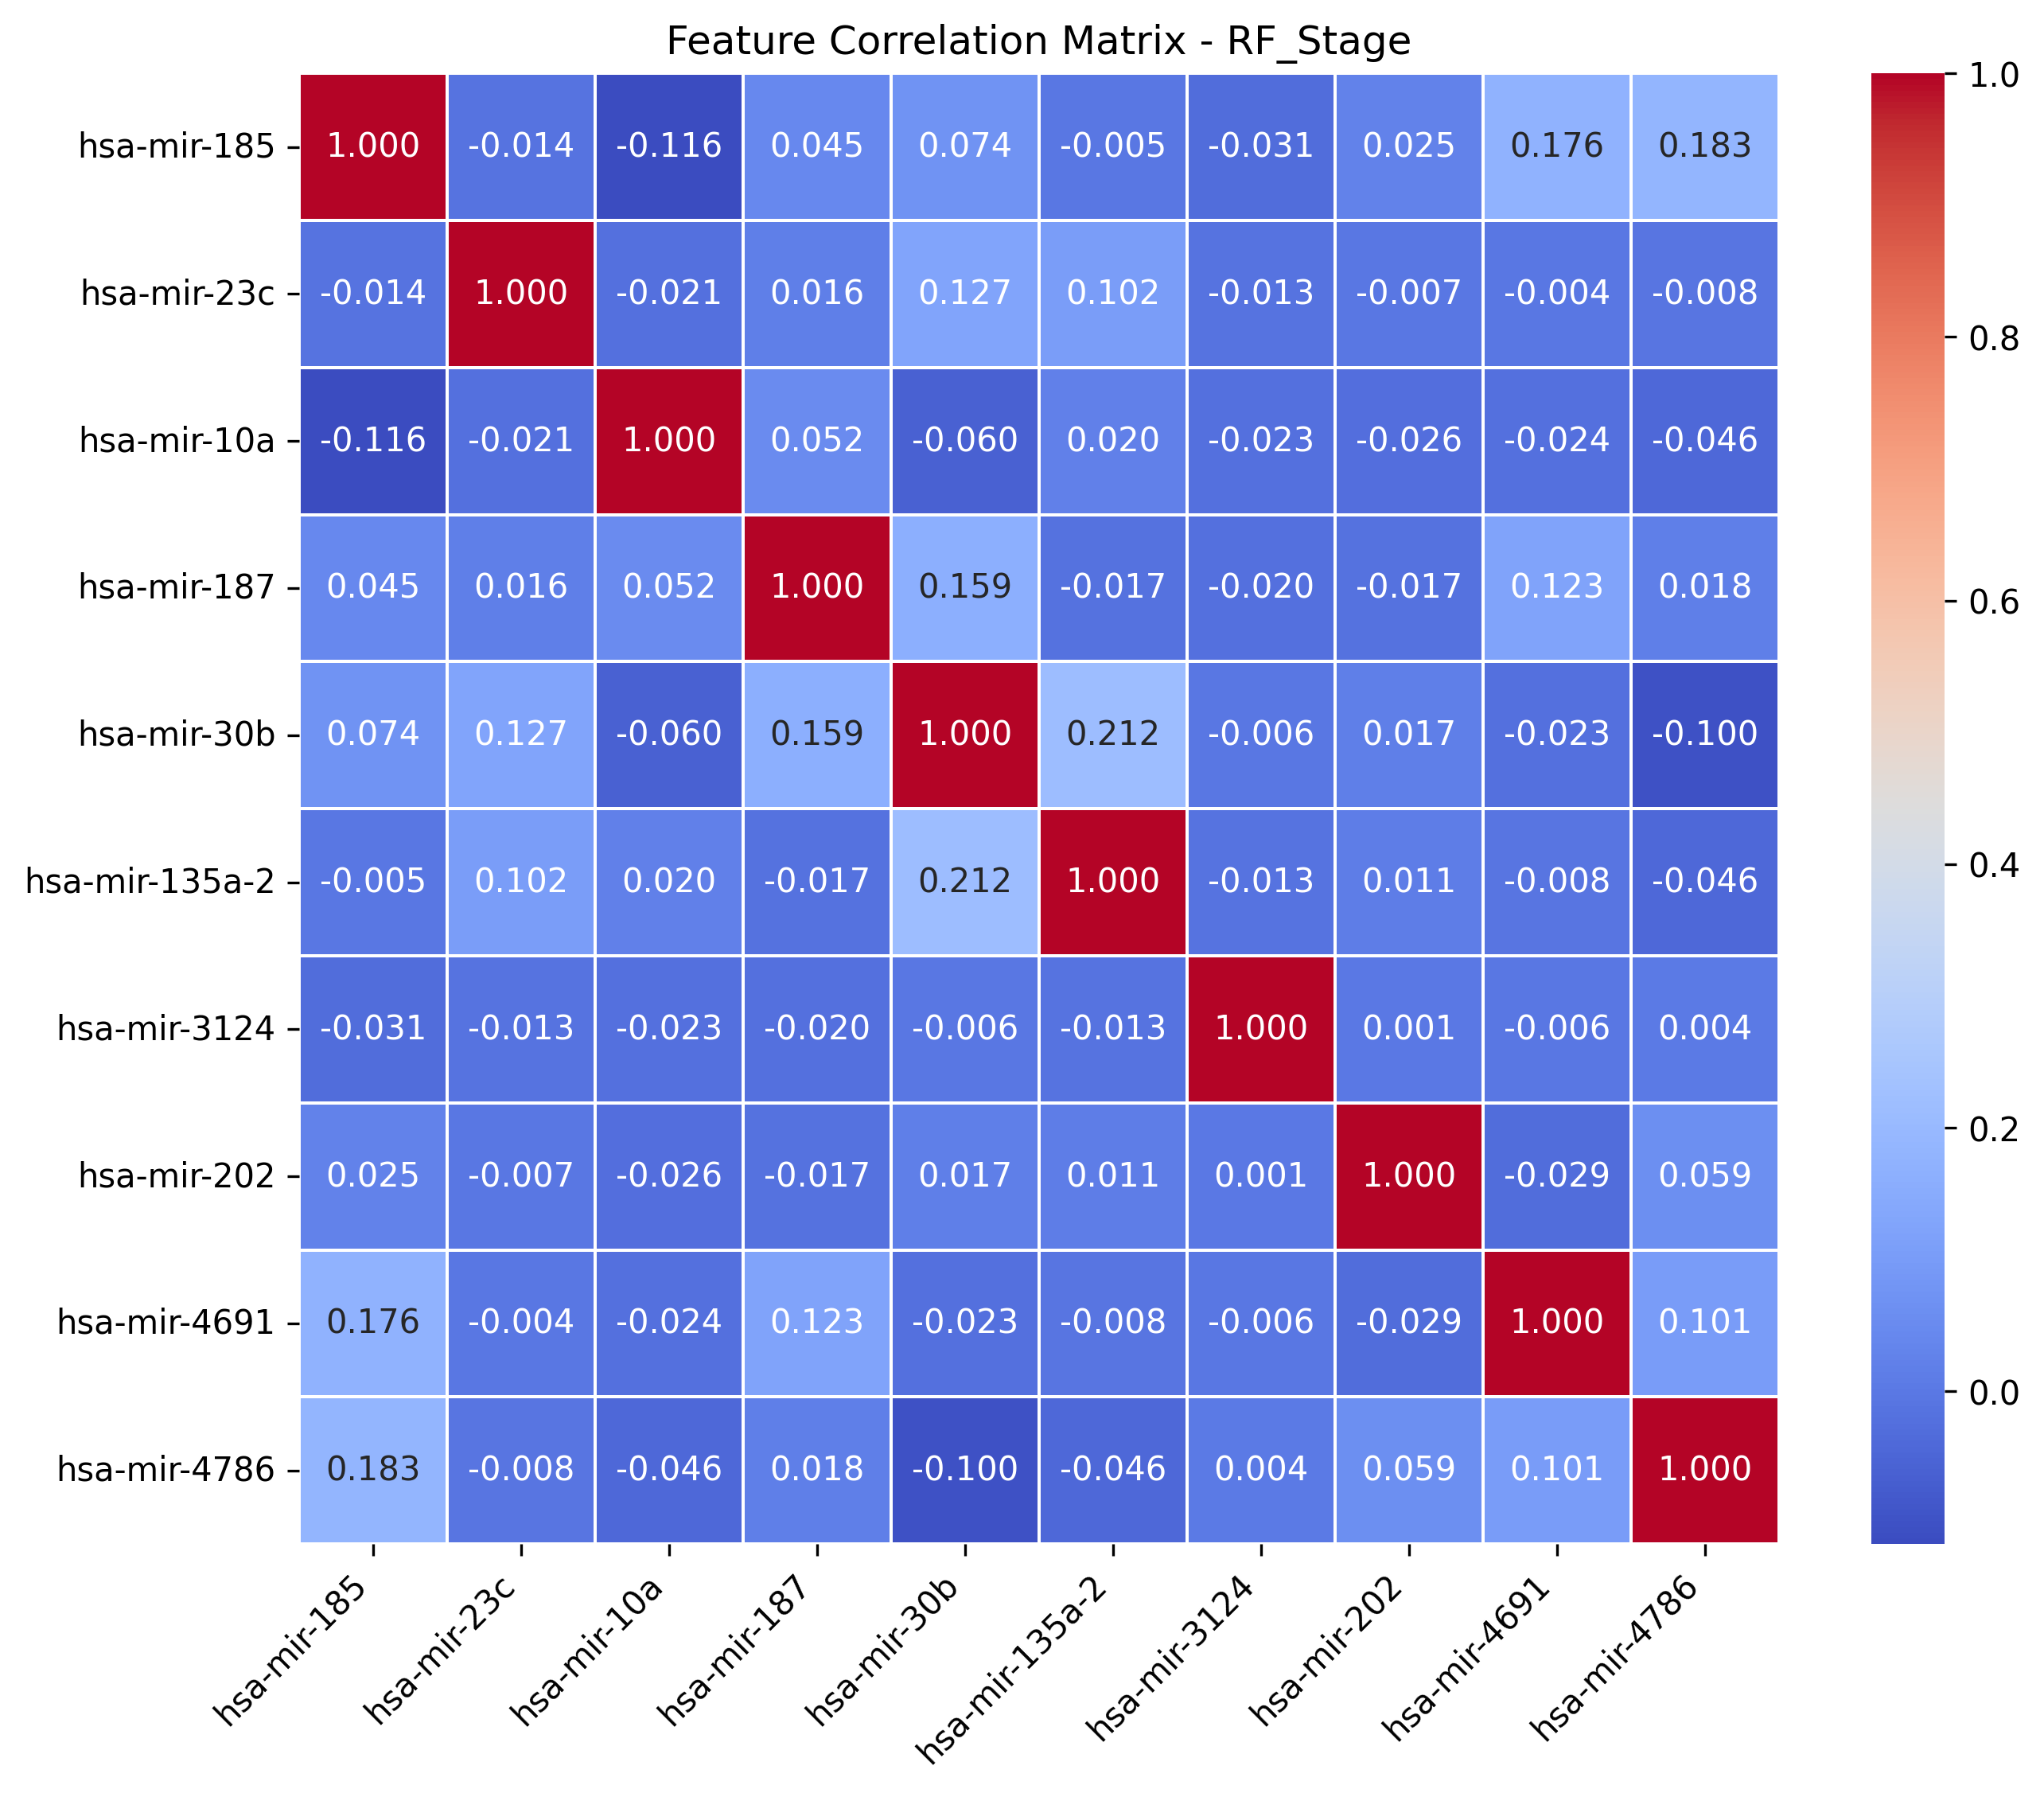 Feature Correlation Matrix - RF_Stage
hsa-mir-185 1.000 -0.014 -0.116 0.045 0.074 -0.005 -0.031 0.025 0.176 0.183
hsa-mir-23c -0.014 1.000 -0.021 0.016 0.127 0.102 -0.013 -0.007 -0.004 -0.008
hsa-mir-10a -0.116 -0.021 1.000 0.052 -0.060 0.020 -0.023 -0.026 -0.024 -0.046
hsa-mir-187 0.045 0.016 0.052 1.000 0.159 -0.017 -0.020 -0.017 0.123 0.018
hsa-mir-30b 0.074 0.127 -0.060 0.159 1.000 0.212 -0.006 0.017 -0.023 -0.100
hsa-mir-135a-2 -0.005 0.102 0.020 -0.017 0.212 1.000 -0.013 0.011 -0.008 -0.046
hsa-mir-3124 -0.031 -0.013 -0.023 -0.020 -0.006 -0.013 1.000 0.001 -0.006 0.004
hsa-mir-202 0.025 -0.007 -0.026 -0.017 0.017 0.011 0.001 1.000 -0.029 0.059
hsa-mir-4691 0.176 -0.004 -0.024 0.123 -0.023 -0.008 -0.006 -0.029 1.000 0.101
hsa-mir-4786 0.183 -0.008 -0.046 0.018 -0.100 -0.046 0.004 0.059 0.101 1.000
hsa-mir-185 hsa-mir-23c hsa-mir-10a hsa-mir-187 hsa-mir-30b hsa-mir-135a-2 hsa-mir-3124 hsa-mir-202 hsa-mir-4691 hsa-mir-4786
1.0
0.8
0.6
0.4
0.2
0.0